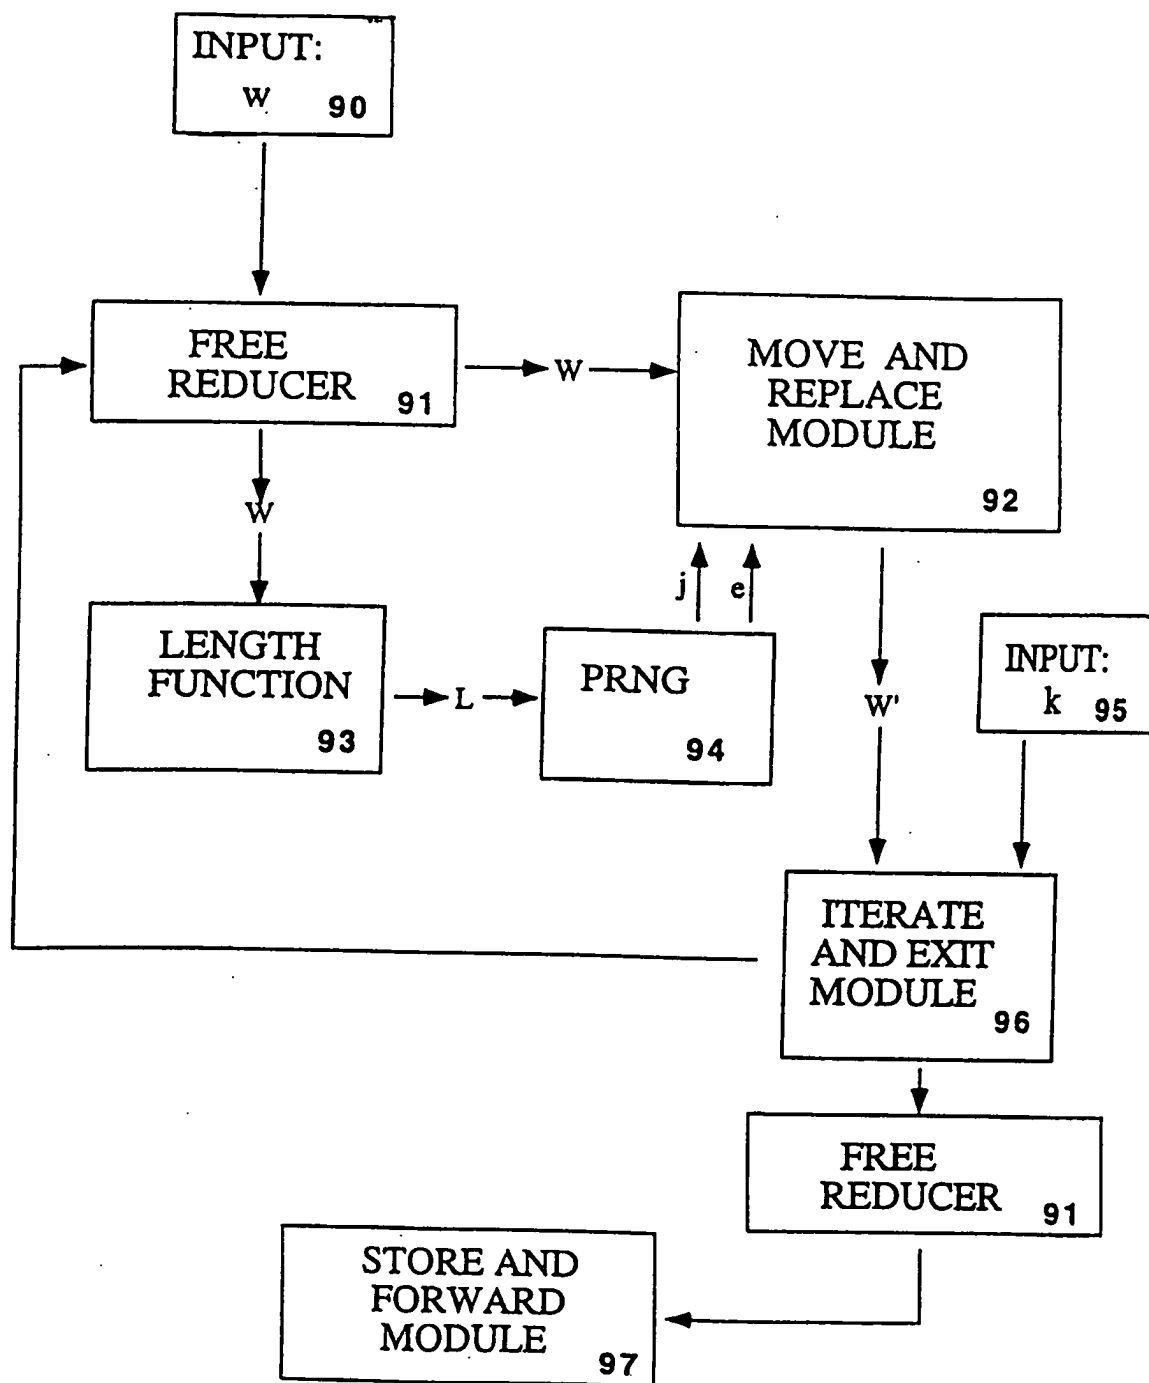 INPUT:
w 90
FREE
REDUCER 91
W
MOVE AND
REPLACE
MODULE
92
W
j e
LENGTH
FUNCTION
93
L
PRNG
94
W'
INPUT:
k 95
ITERATE
AND EXIT
MODULE
96
FREE
REDUCER 91
STORE AND
FORWARD
MODULE
97